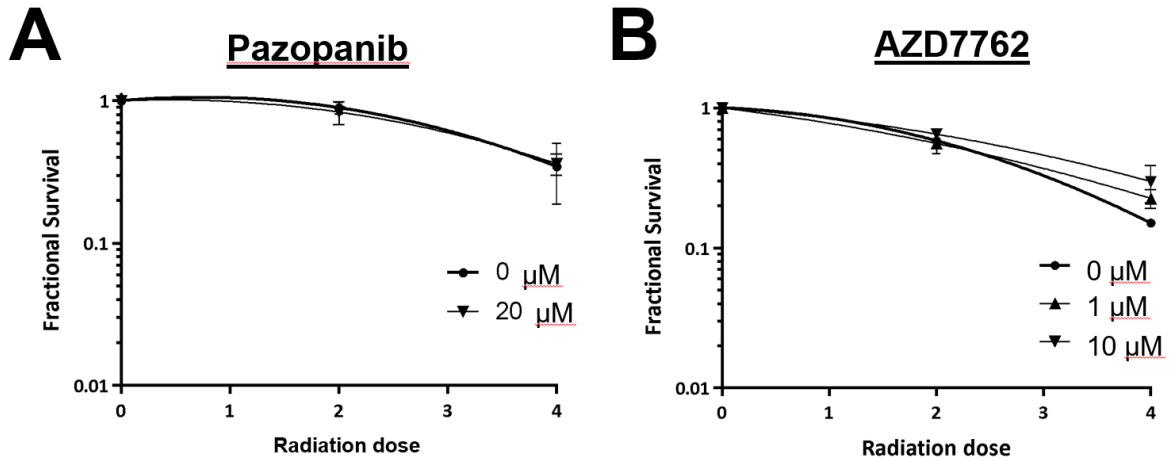 A
Pazopanib
1
0.1
0.01
Fractional Survival
0 1 2 3 4
Radiation dose
0 µM
20 µM
B
AZD7762
1
0.1
0.01
Fractional Survival
0 1 2 3 4
Radiation dose
0 µM
1 µM
10 µM